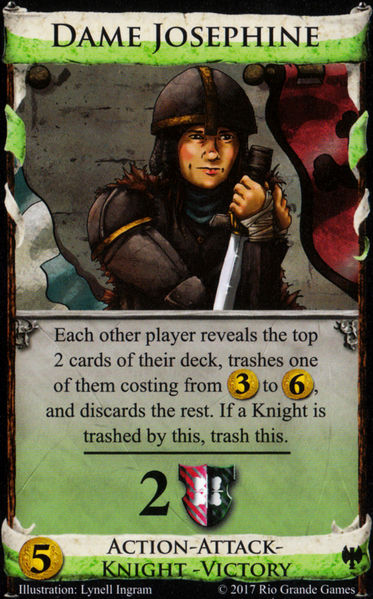 Dame Josephine
Each other player reveals the top
2 cards of their deck, trashes one
of them costing from 3 to 6,
and discards the rest. If a Knight is
trashed by this, trash this.
2
5
Action-Attack-
Knight -Victory
Illustration: Lynell Ingram © 2017 Rio Grande Games